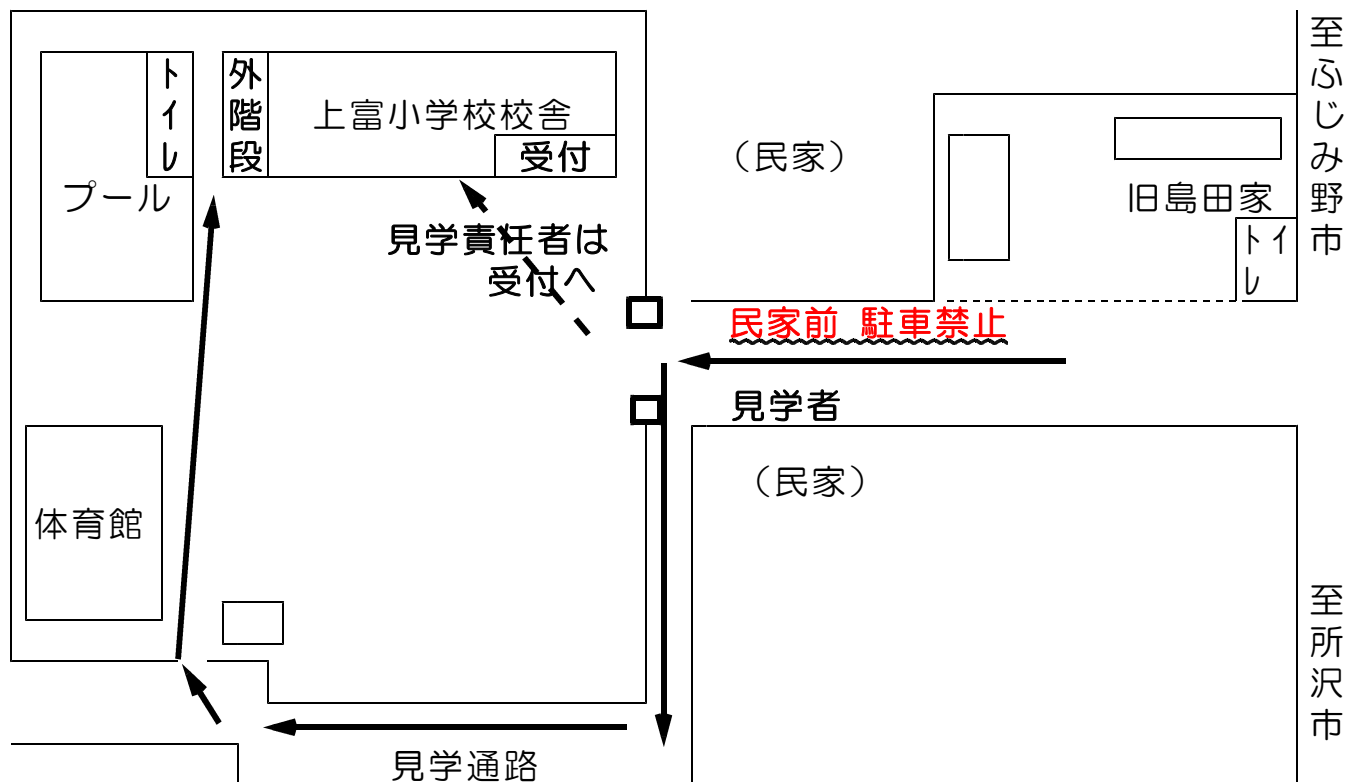 トイレ
外階段
上富小学校校舎
受付
プール
見学責任者は
受付へ
(民家)
旧島田家
トイ
レ
至ふじみ野市
民家前 駐車禁止
見学者
(民家)
体育館
至所沢市
見学通路